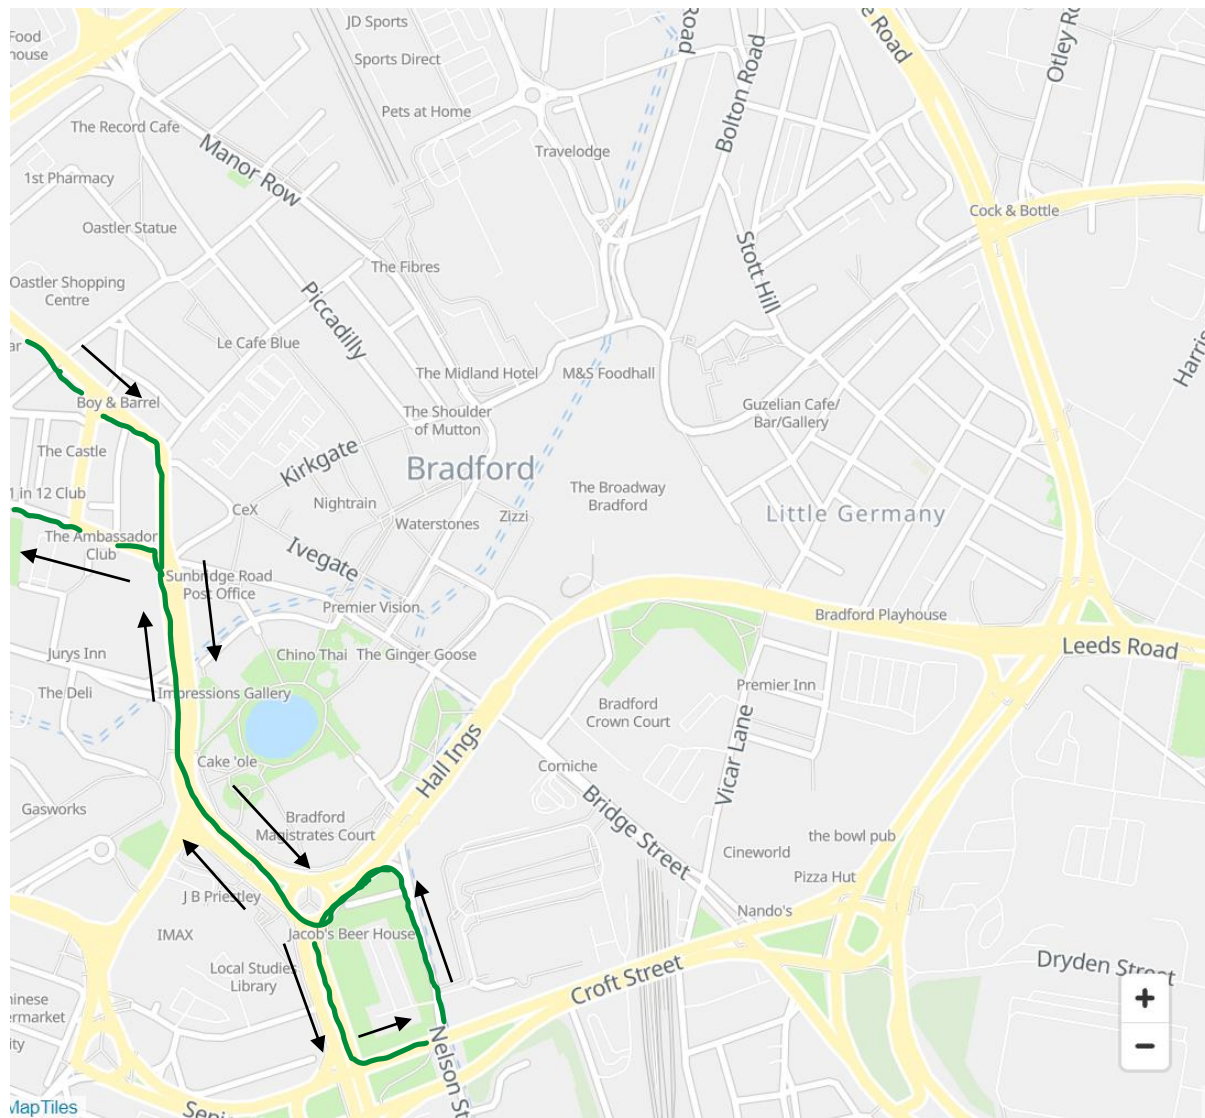 JD Sports
e Road
Road
Otley Ro
Food
house
Sports Direct
Bolton Road
Pets at Home
The Record Cafe
Manor Row
Travelodge
1st Pharmacy
Cock & Bottle
Oastler Statue
Stott Hill
The Fibres
Oastler Shopping
Centre
Piccadilly
Harris
ar
Le Cafe Blue
The Midland Hotel
M&S Foodhall
Boy & Barrel
The Shoulder
of Mutton
Guzelian Cafe/
Bar/Gallery
The Castle
Kirkgate
Bradford
The Broadway
Bradford
1 in 12 Club
CeX
Nightrain
Waterstones
Zizzi
Little Germany
The Ambassador
Club
Ivegate
Sunbridge Road
Post Office
Premier Vision
Bradford Playhouse
Leeds Road
Jurys Inn
Chino Thai
The Ginger Goose
The Deli
Impressions Gallery
Premier Inn
Bradford
Crown Court
Vicar Lane
Hall Ings
Cake 'ole
Corniche
Gasworks
Bradford
Magistrates Court
Bridge Street
the bowl pub
Cineworld
Pizza Hut
J B Priestley
Nando's
IMAX
Jacob's Beer House
Local Studies
Library
Croft Street
Dryden Street
hinese
ermarket
ity
+
−
Nelson St
MapTiles